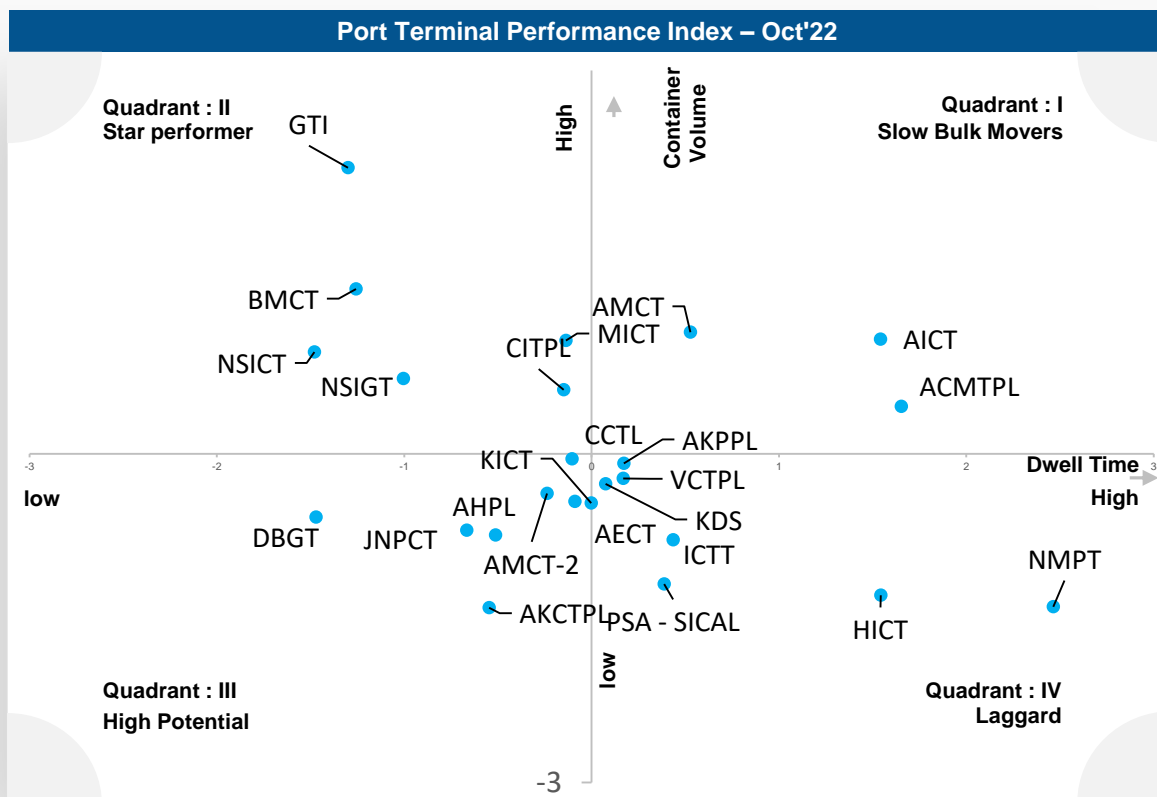 Port Terminal Performance Index – Oct'22
Quadrant : II
Star performer
High
Container
Volume
Quadrant : I
Slow Bulk Movers
GTI
BMCT
AMCT
MICT
AICT
NSICT
CITPL
NSIGT
ACMTPL
CCTL
AKPPL
KICT
-3
-2
-1
0
1
2
3
Dwell Time
High
low
VCTPL
AHPL
KDS
DBGT
JNPCT
AECT
ICTT
AMCT-2
NMPT
AKCTPL
PSA - SICAL
HICT
low
Quadrant : III
High Potential
Quadrant : IV
Laggard
-3